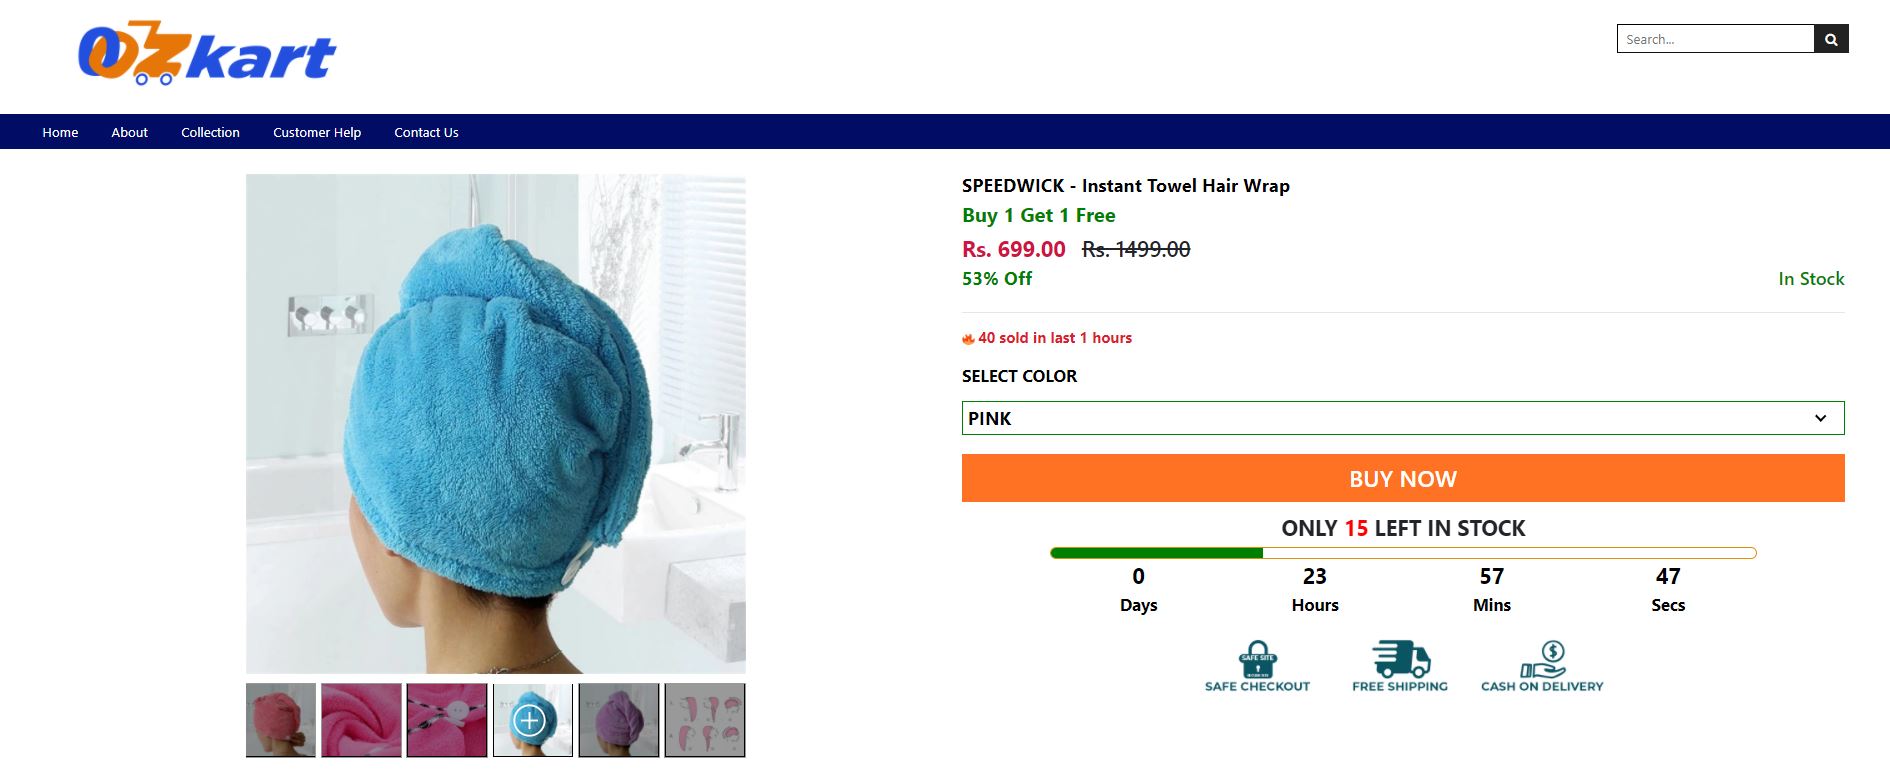 OZkart
Search...
Home About Collection Customer Help Contact Us
SPEEDWICK - Instant Towel Hair Wrap
Buy 1 Get 1 Free
Rs. 699.00 Rs. 1499.00
53% Off In Stock
40 sold in last 1 hours
SELECT COLOR
PINK
BUY NOW
ONLY 15 LEFT IN STOCK
0 23 57 47
Days Hours Mins Secs
SAFE SITE
SAFE CHECKOUT FREE SHIPPING CASH ON DELIVERY